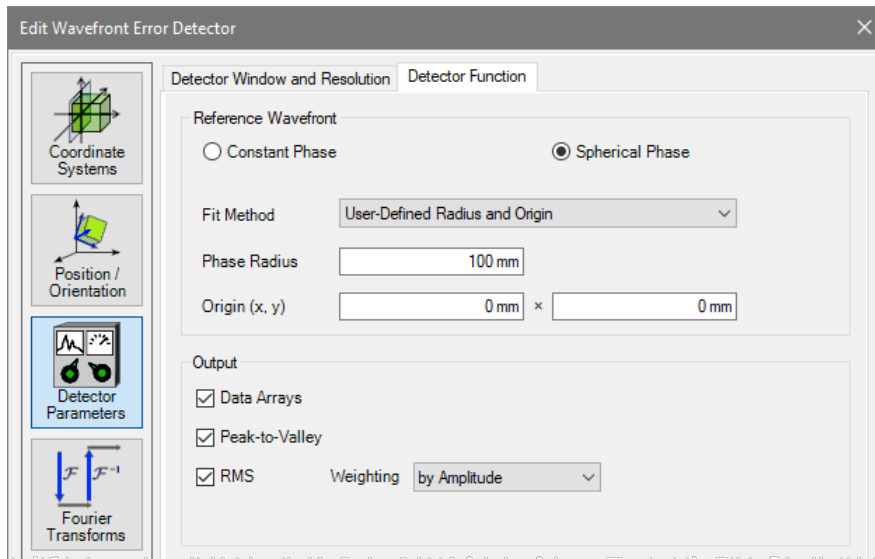 Edit Wavefront Error Detector
Coordinate
Systems
Position /
Orientation
Detector
Parameters
ℱ ℱ⁻¹
Fourier
Transforms
Detector Window and Resolution Detector Function
Reference Wavefront
Constant Phase Spherical Phase
Fit Method User-Defined Radius and Origin
Phase Radius 100 mm
Origin (x, y) 0 mm × 0 mm
Output
Data Arrays
Peak-to-Valley
RMS Weighting by Amplitude